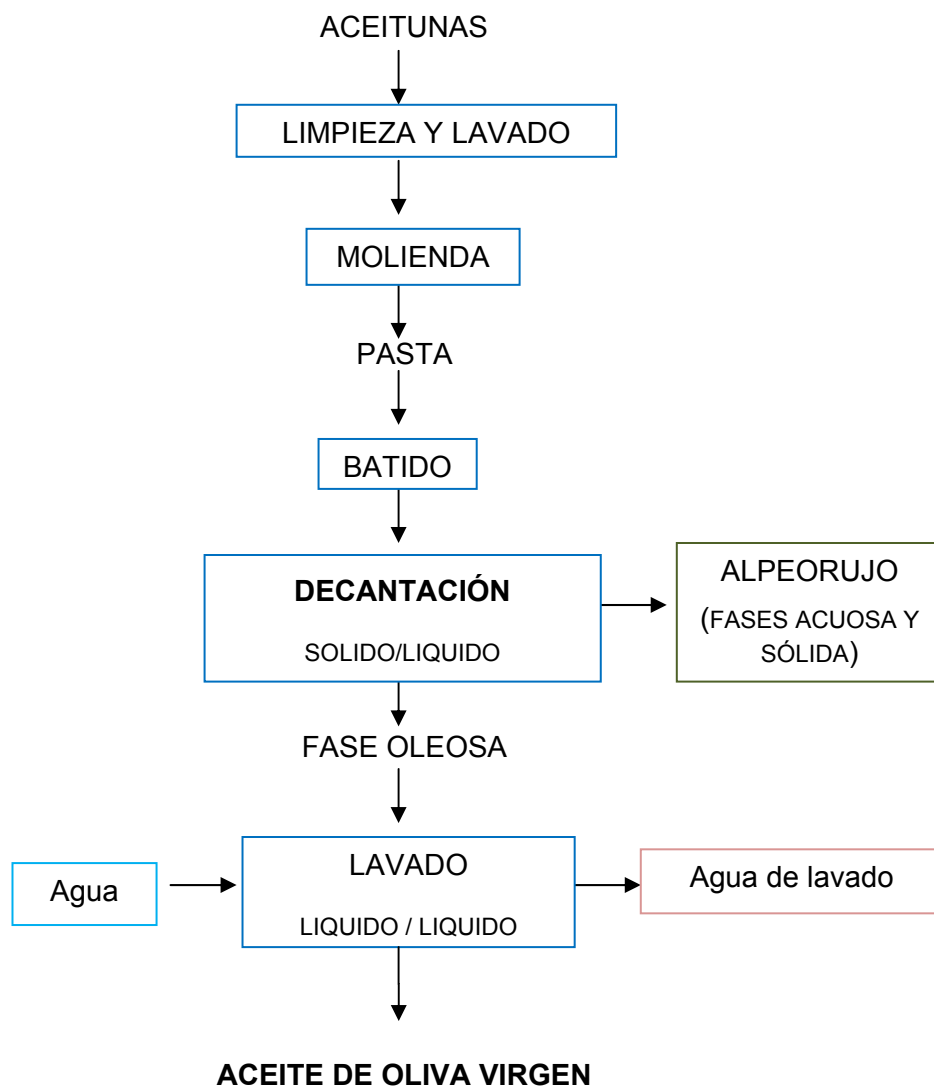 ACEITUNAS
LIMPIEZA Y LAVADO
MOLIENDA
PASTA
BATIDO
DECANTACIÓN
SOLIDO/LIQUIDO
ALPEORUJO
(FASES ACUOSA Y
SÓLIDA)
FASE OLEOSA
Agua
LAVADO
LIQUIDO / LIQUIDO
Agua de lavado
ACEITE DE OLIVA VIRGEN